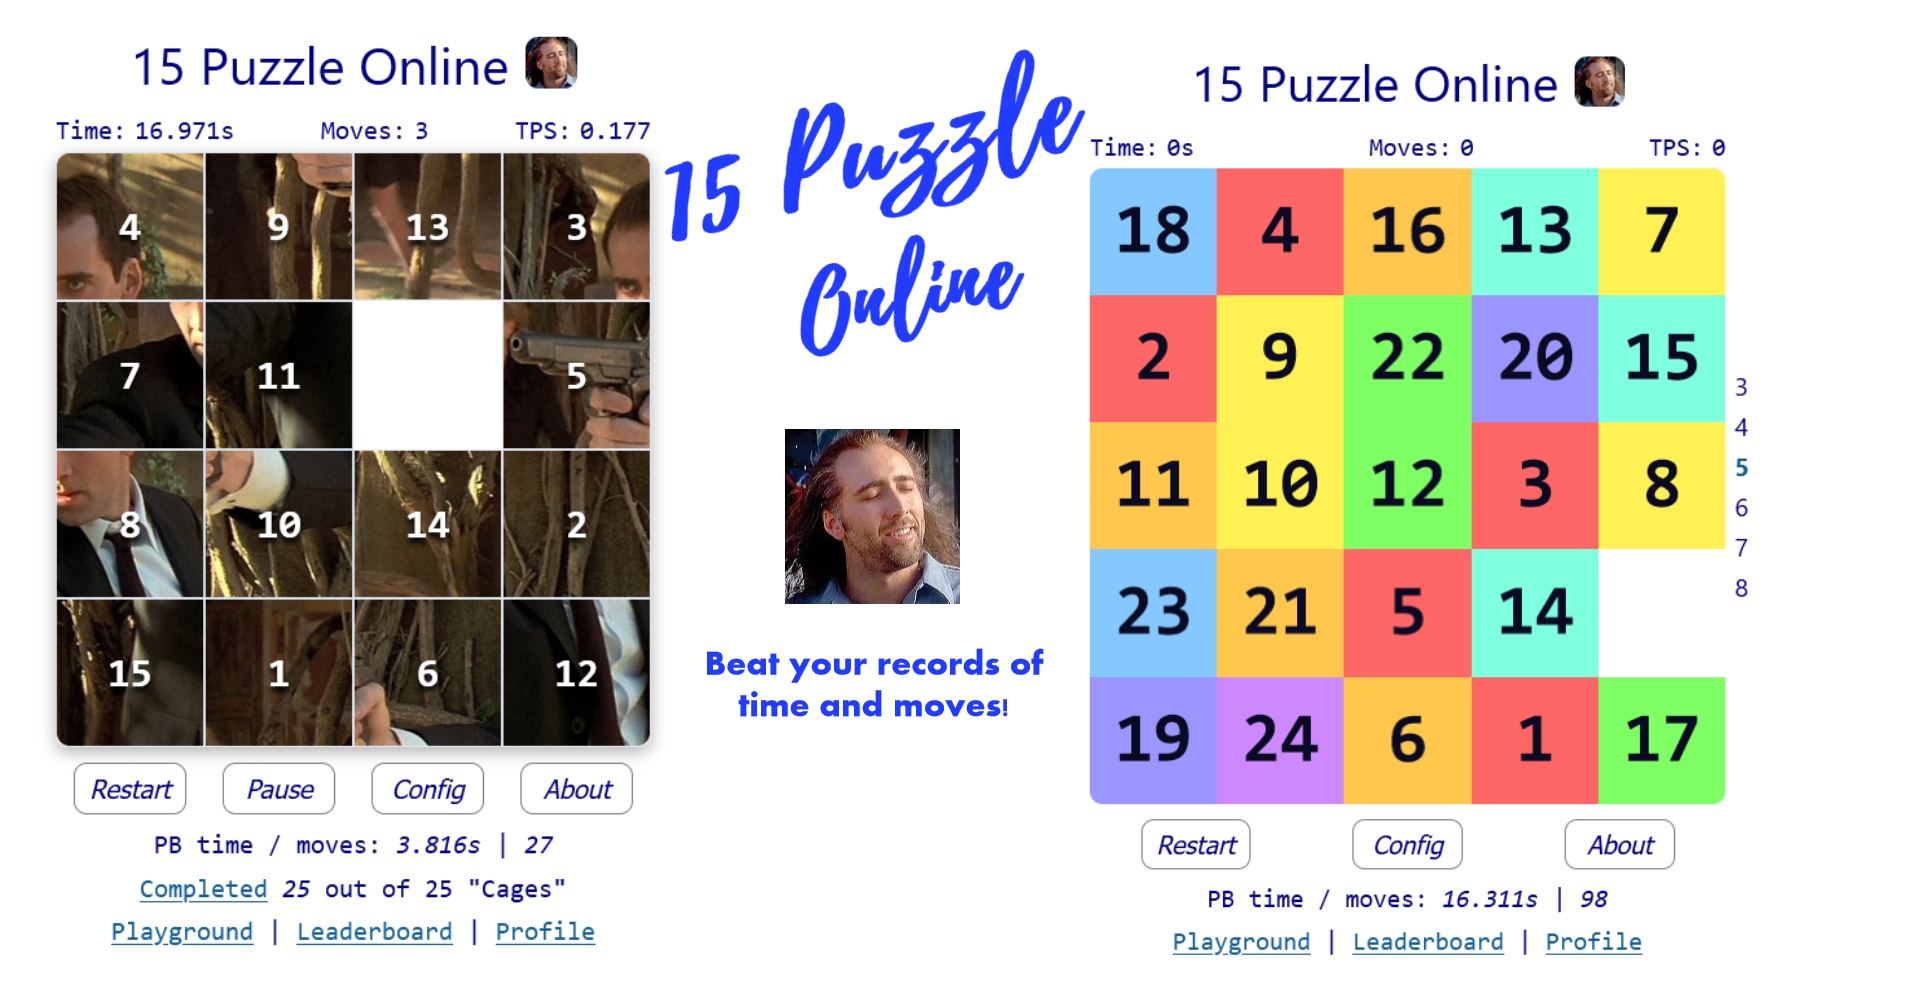 15 Puzzle Online
Time: 16.971s Moves: 3 TPS: 0.177
4 9 13 3
7 11 5
8 10 14 2
15 1 6 12
Restart Pause Config About
PB time / moves: 3.816s | 27
Completed 25 out of 25 "Cages"
Playground | Leaderboard | Profile
15 Puzzle
Online
Beat your records of
time and moves!
15 Puzzle Online
Time: 0s Moves: 0 TPS: 0
18 4 16 13 7
2 9 22 20 15
11 10 12 3 8
23 21 5 14
19 24 6 1 17
3
4
5
6
7
8
Restart Config About
PB time / moves: 16.311s | 98
Playground | Leaderboard | Profile